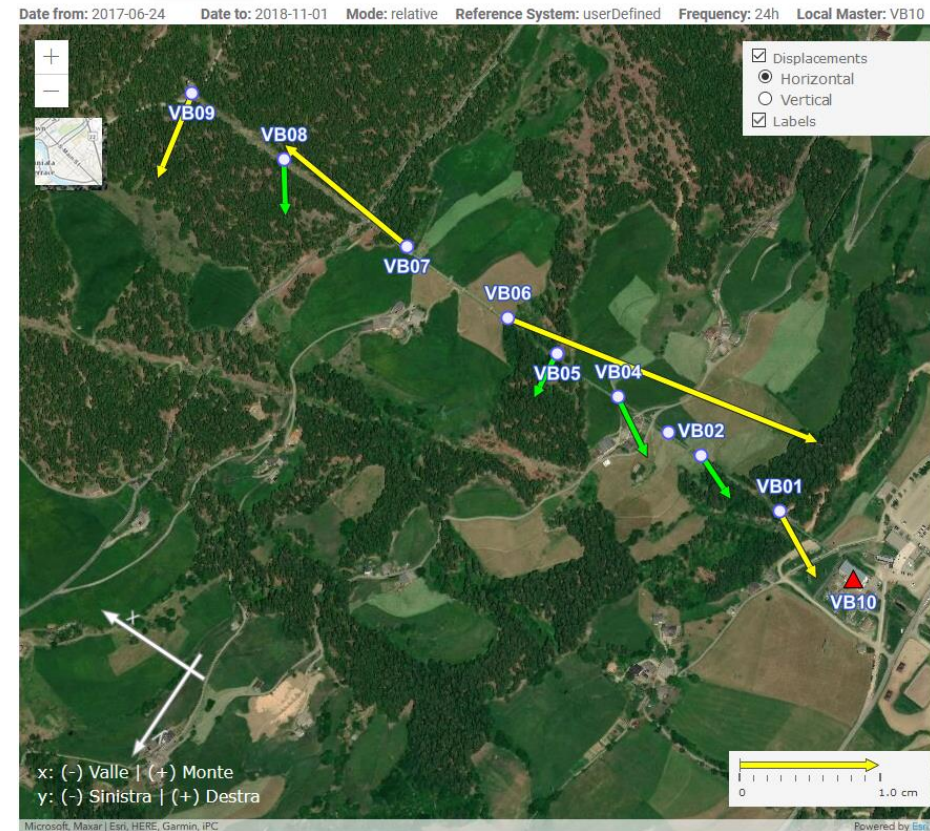 Date from: 2017-06-24 Date to: 2018-11-01 Mode: relative Reference System: userDefined Frequency: 24h Local Master: VB10
+
−
Displacements
Horizontal
Vertical
Labels
VB09
VB08
VB07
VB06
VB05
VB04
VB02
VB01
VB10
x
y
x: (-) Valle | (+) Monte
y: (-) Sinistra | (+) Destra
0 1.0 cm
Microsoft, Maxar | Esri, HERE, Garmin, iPC Powered by Esri